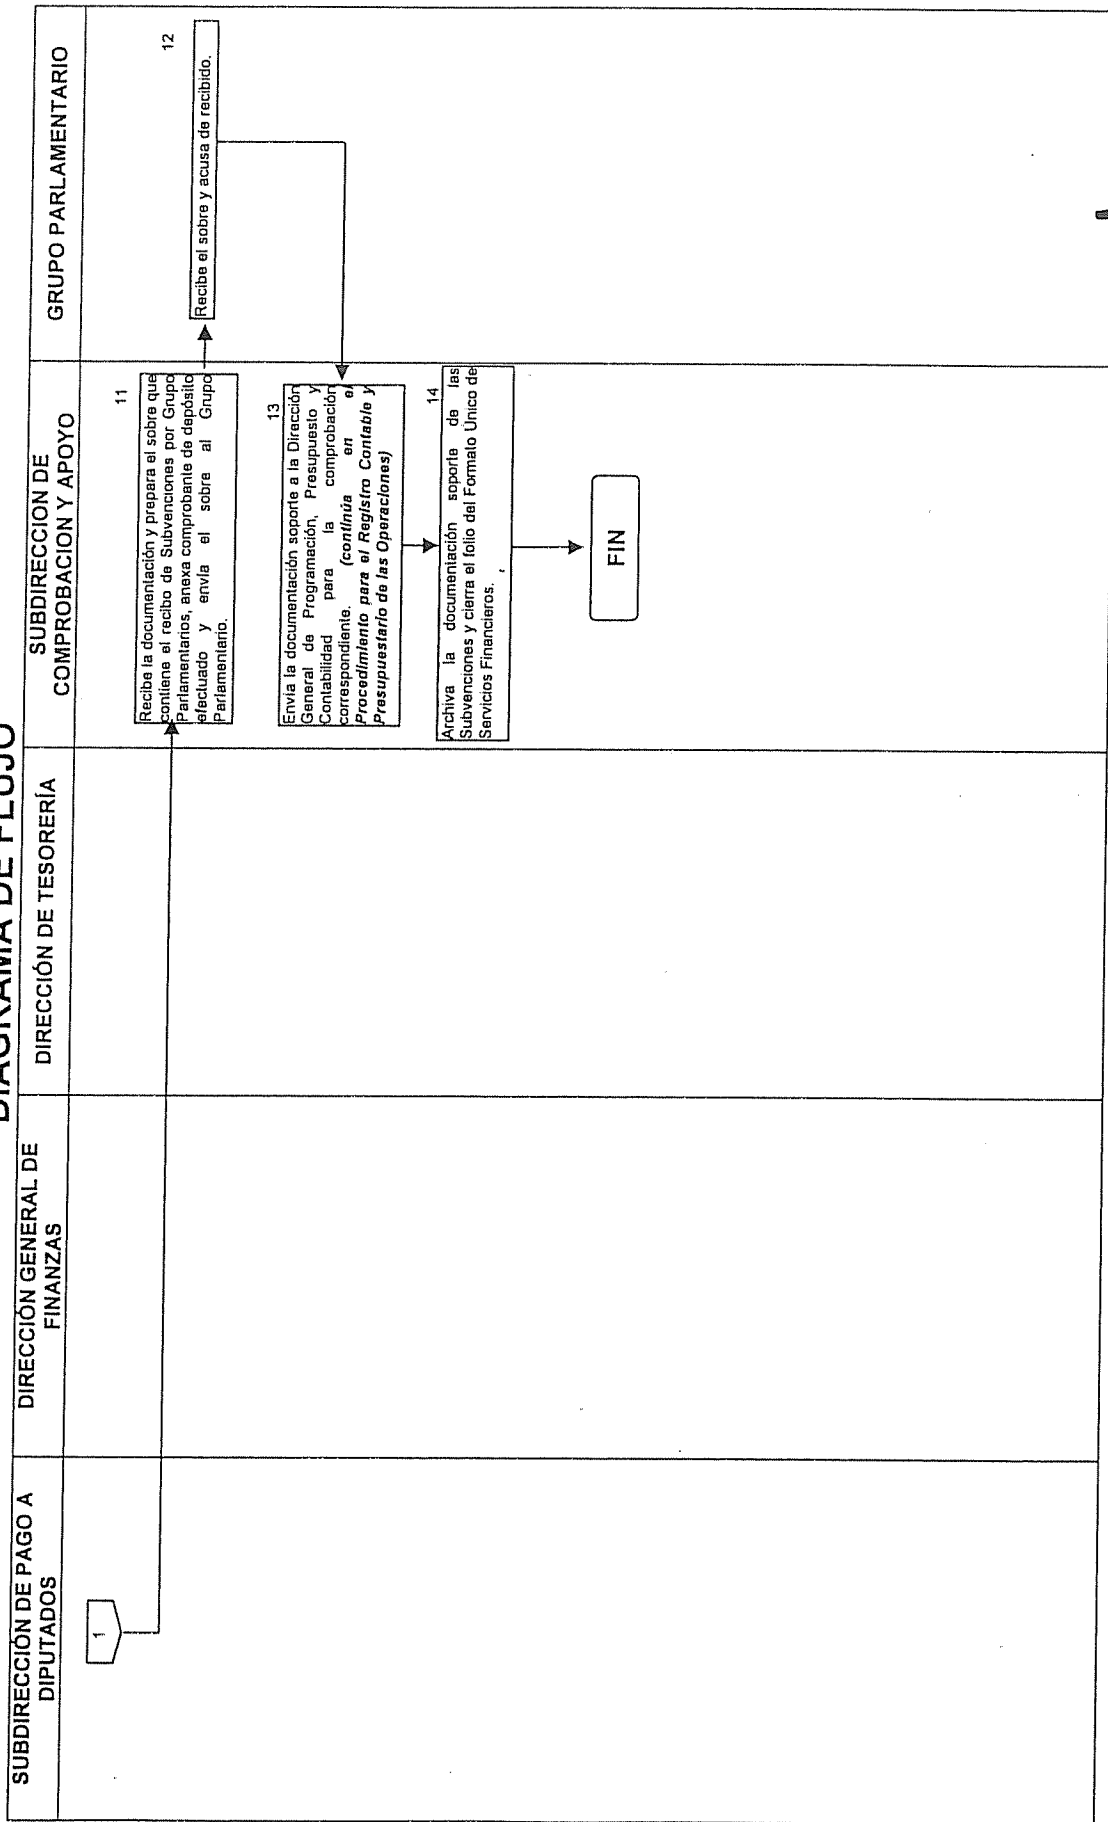 DIAGRAMA DE FLUJO
SUBDIRECCIÓN DE PAGO A
DIPUTADOS
DIRECCIÓN GENERAL DE
FINANZAS
DIRECCIÓN DE TESORERÍA
SUBDIRECCION DE
COMPROBACION Y APOYO
GRUPO PARLAMENTARIO
1
11
Recibe la documentación y prepara el sobre que
contiene el recibo de Subvenciones por Grupo
Parlamentarios, anexa comprobante de depósito
efectuado y envía el sobre al Grupo
Parlamentario.
12
Recibe el sobre y acusa de recibido.
13
Envía la documentación soporte a la Dirección
General de Programación, Presupuesto y
Contabilidad para la comprobación
correspondiente. (continúa en el
Procedimiento para el Registro Contable y
Presupuestario de las Operaciones)
14
Archiva la documentación soporte de las
Subvenciones y cierra el folio del Formato Único de
Servicios Financieros.
FIN